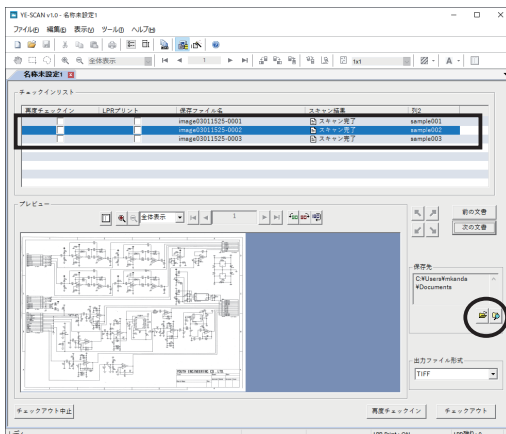 YE-SCAN v1.0 - 名称未設定1
ファイル(F) 編集(E) 表示(V) ツール(T) ヘルプ(H)
全体表示 1 1x1 A
名称未設定1
チェックインリスト
再度チェックイン LPRプリント 保存ファイル名 スキャン結果 列2
image03011525-0001 スキャン完了 sample001
image03011525-0002 スキャン完了 sample002
image03011525-0003 スキャン完了 sample003
プレビュー
全体表示 1
前の文書
次の文書
保存先
C:¥Users¥mkanda
¥Documents
出力ファイル形式
TIFF
チェックアウト中止 再度チェックイン チェックアウト